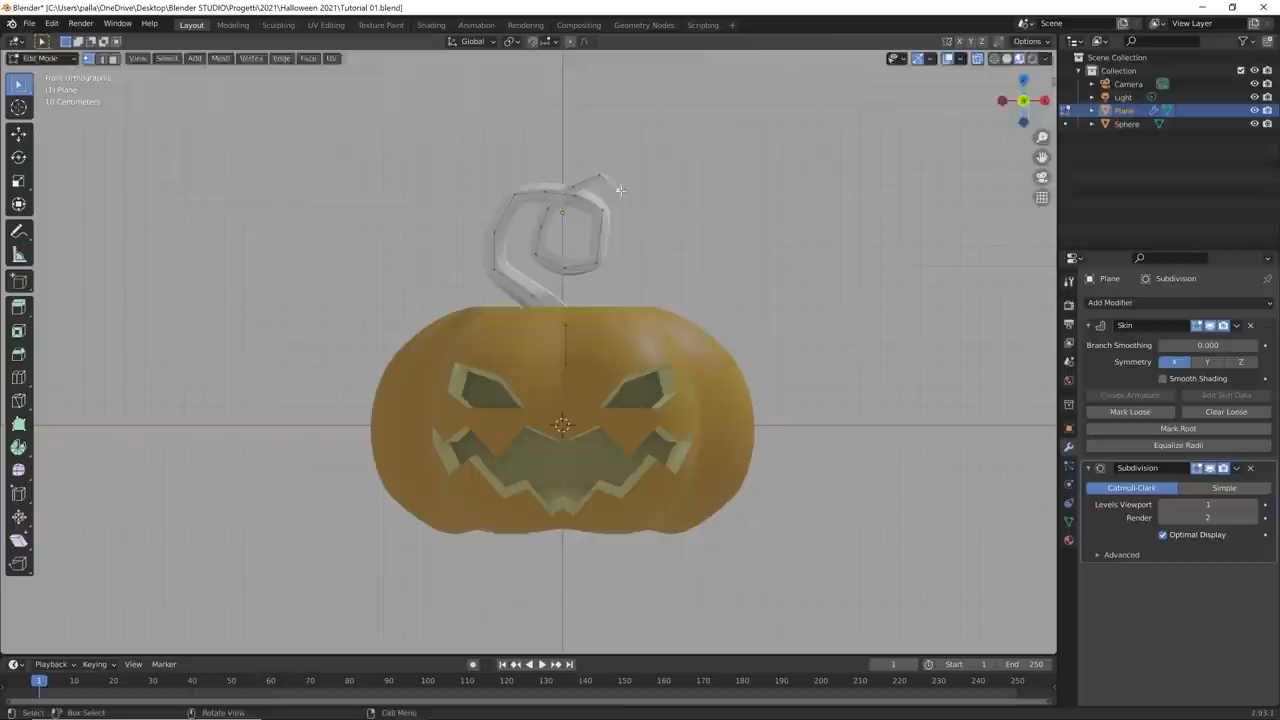 Blender* [C:\Users\palla\OneDrive\Desktop\Blender STUDIO\Progetti\2021\Halloween 2021\Tutorial 01.blend]
File Edit Render Window Help Layout Modeling Sculpting UV Editing Texture Paint Shading Animation Rendering Compositing Geometry Nodes Scripting + Scene View Layer
Global X Y Z Options
Edit Mode View Select Add Mesh Vertex Edge Face UV
Front Orthographic
(1) Plane
10 Centimeters
Scene Collection
Collection
Camera
Light
Plane
Sphere
Plane Subdivision
Add Modifier
Skin
Branch Smoothing 0.000
Symmetry X Y Z
Smooth Shading
Create Armature Add Skin Data
Mark Loose Clear Loose
Mark Root
Equalize Radii
Subdivision
Catmull-Clark Simple
Levels Viewport 1
Render 2
Optimal Display
Advanced
Playback Keying View Marker 1 Start 1 End 250
1 10 20 30 40 50 60 70 80 90 100 110 120 130 140 150 160 170 180 190 200 210 220 230 240 250
Select Box Select Rotate View Call Menu 2.93.1